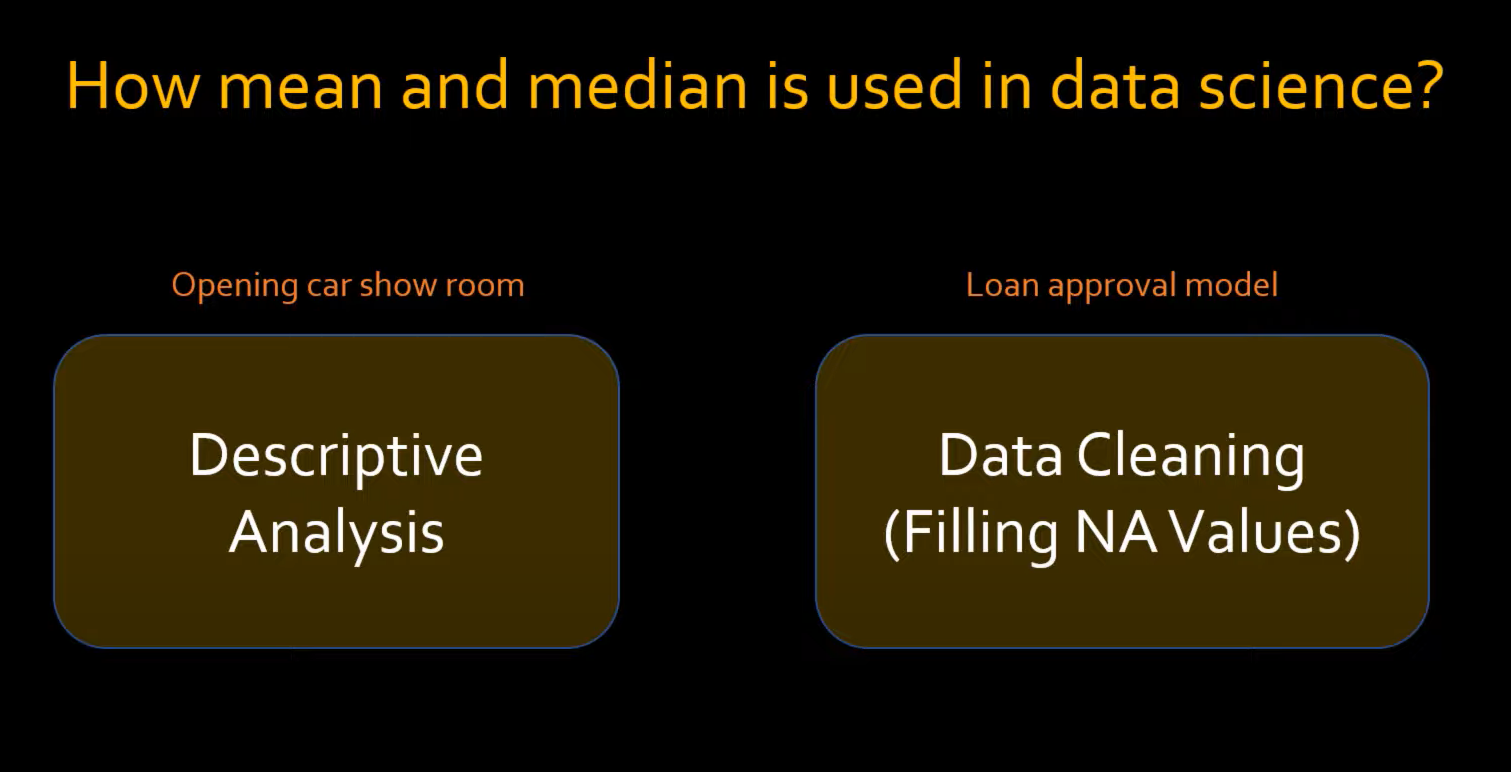 How mean and median is used in data science?
Opening car show room
Descriptive
Analysis
Loan approval model
Data Cleaning
(Filling NA Values)